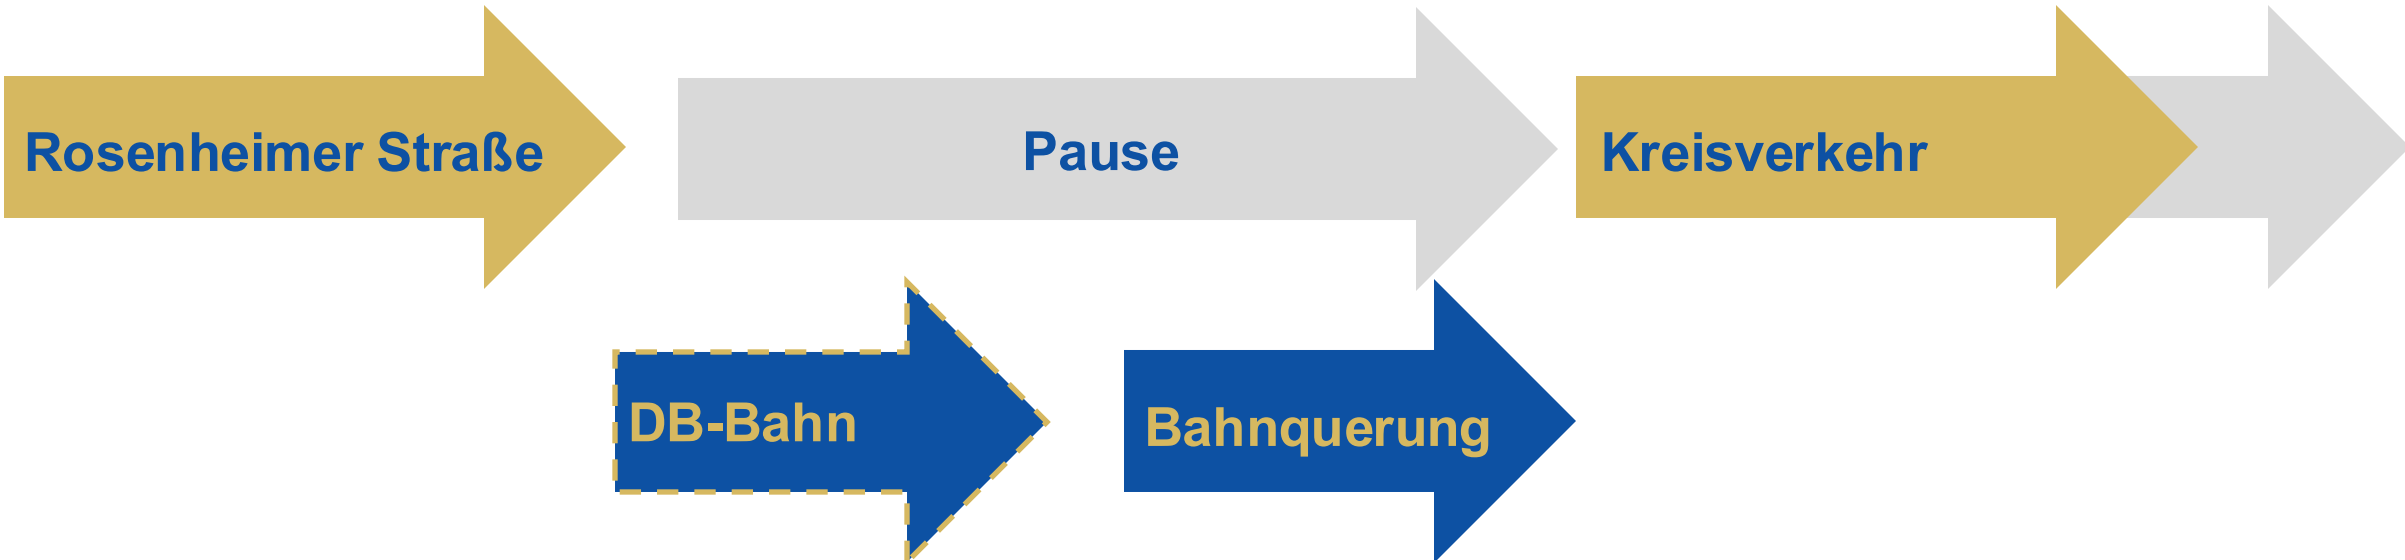 Rosenheimer Straße
Pause
Kreisverkehr
DB-Bahn
Bahnquerung